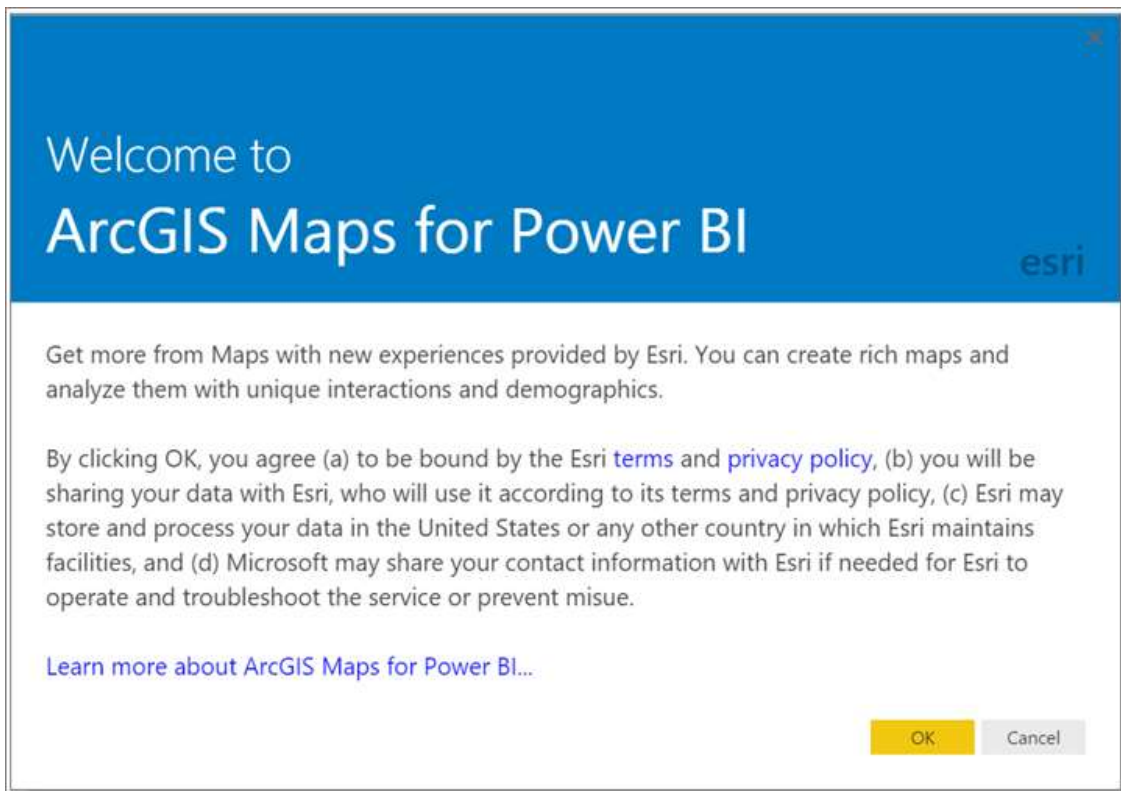 Welcome to
ArcGIS Maps for Power BI
esri
Get more from Maps with new experiences provided by Esri. You can create rich maps and
analyze them with unique interactions and demographics.
By clicking OK, you agree (a) to be bound by the Esri terms and privacy policy, (b) you will be
sharing your data with Esri, who will use it according to its terms and privacy policy, (c) Esri may
store and process your data in the United States or any other country in which Esri maintains
facilities, and (d) Microsoft may share your contact information with Esri if needed for Esri to
operate and troubleshoot the service or prevent misue.
Learn more about ArcGIS Maps for Power BI...
OK Cancel